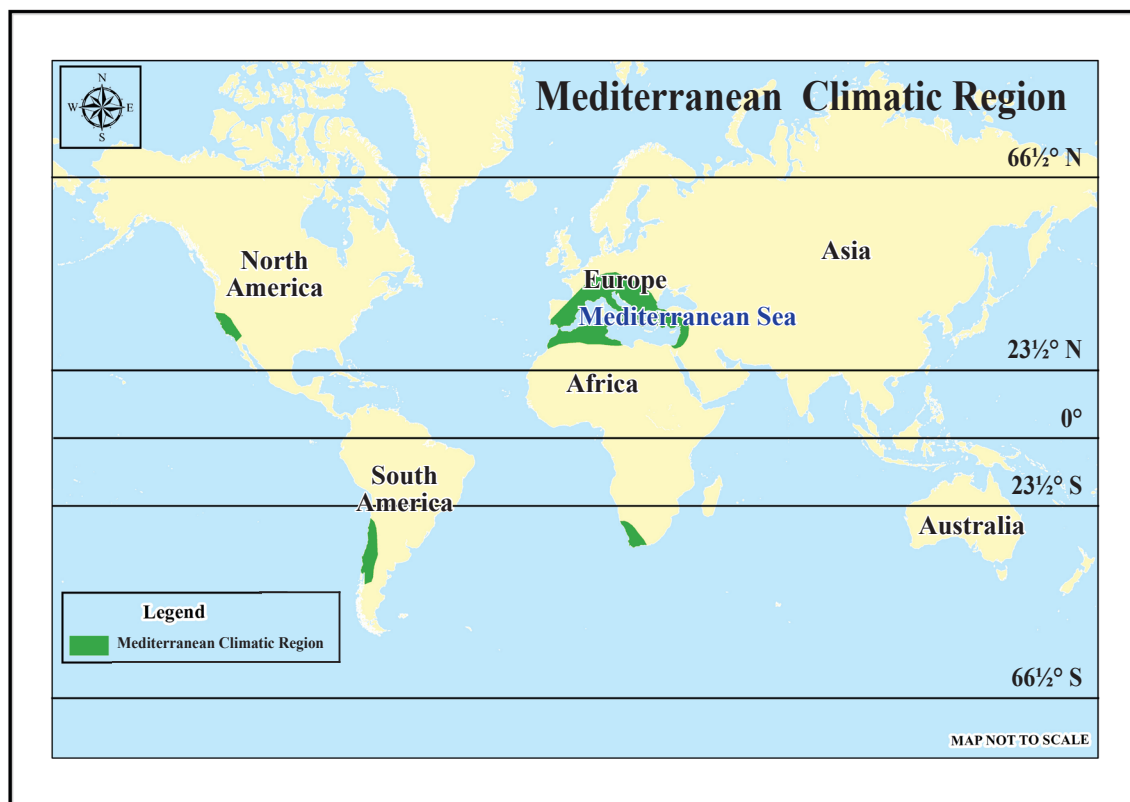 Mediterranean Climatic Region
N
W E
S
66½° N
North
America
Asia
Europe
Mediterranean Sea
23½° N
Africa
0°
South
America
23½° S
Australia
Legend
Mediterranean Climatic Region
66½° S
MAP NOT TO SCALE